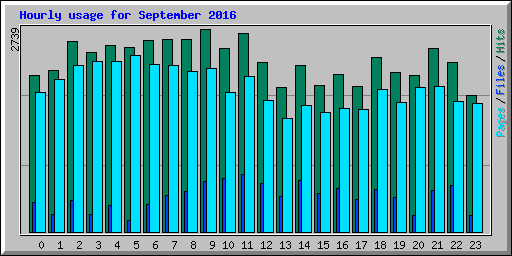 Hourly usage for September 2016
2739
Pages/Files/Hits
0 1 2 3 4 5 6 7 8 9 10 11 12 13 14 15 16 17 18 19 20 21 22 23